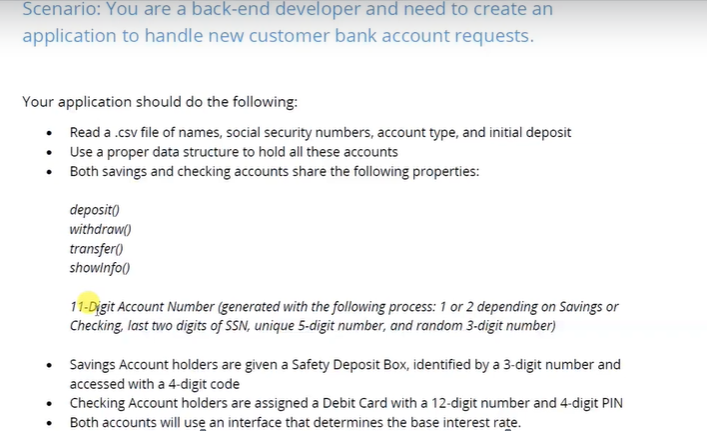 Scenario: You are a back-end developer and need to create an
application to handle new customer bank account requests.
Your application should do the following:
• Read a .csv file of names, social security numbers, account type, and initial deposit
• Use a proper data structure to hold all these accounts
• Both savings and checking accounts share the following properties:
deposit()
withdraw()
transfer()
showInfo()
11-Digit Account Number (generated with the following process: 1 or 2 depending on Savings or
Checking, last two digits of SSN, unique 5-digit number, and random 3-digit number)
• Savings Account holders are given a Safety Deposit Box, identified by a 3-digit number and
accessed with a 4-digit code
• Checking Account holders are assigned a Debit Card with a 12-digit number and 4-digit PIN
• Both accounts will use an interface that determines the base interest rate.